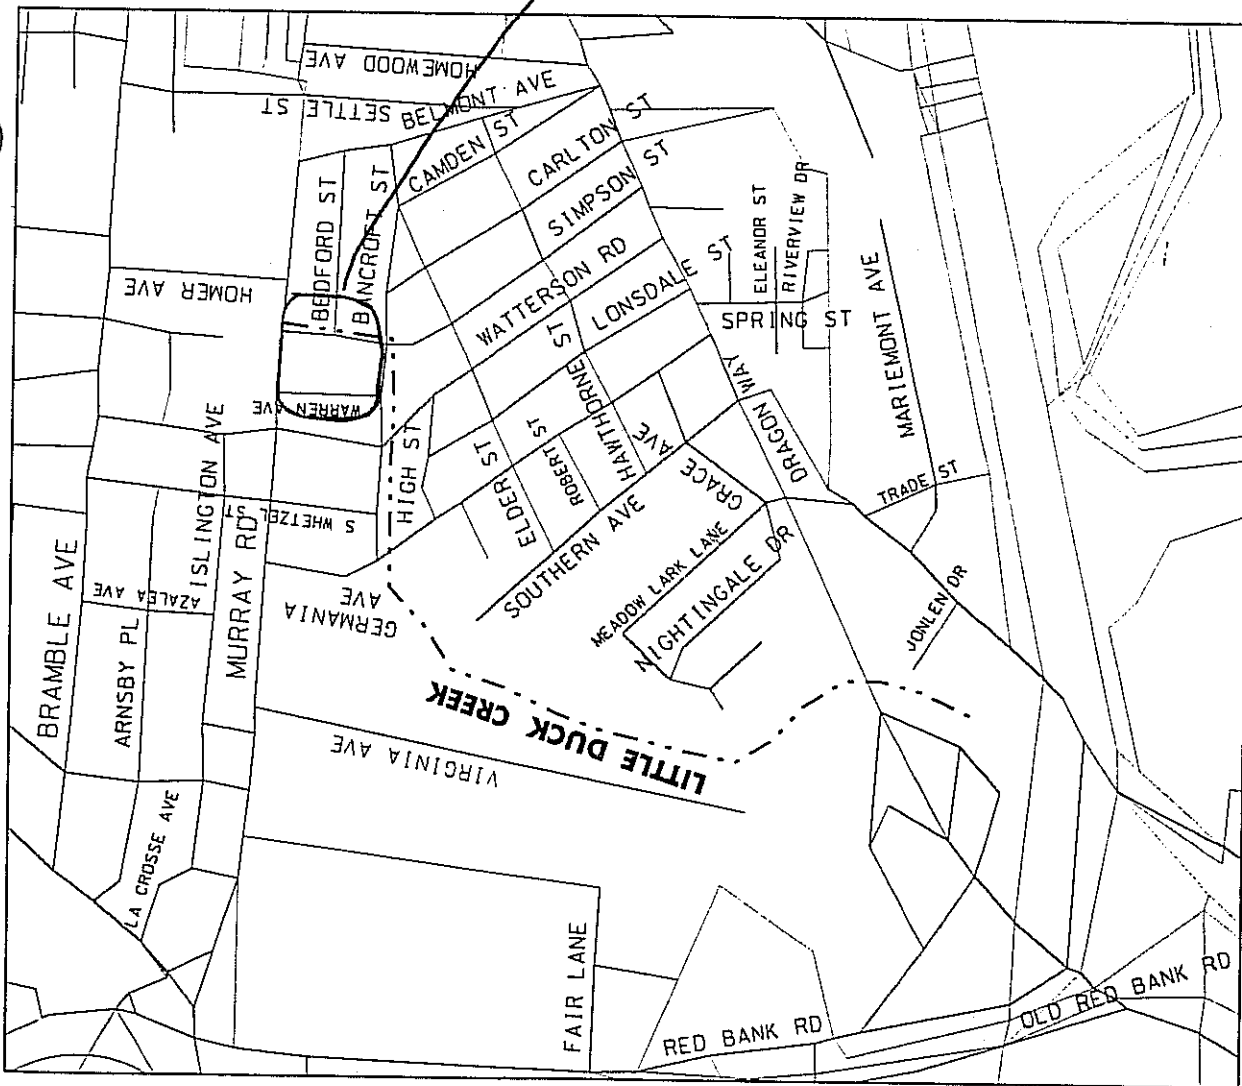 HOMEWOOD AVE
SETTLE ST
BELMONT AVE
CAMDEN ST
CARLTON ST
SIMPSON ST
BEDFORD ST
BANCROFT ST
HOMER AVE
WATTERSON RD
LONSDALE ST
ELEANOR ST
RIVERVIEW DR
SPRING ST
MARIEMONT AVE
WARREN AVE
ISLINGTON AVE
HIGH ST
ELDER ST
ROBERT ST
HAWTHORNE ST
GRACE AVE
DRAGON WAY
TRADE ST
S WHETZEL ST
SOUTHERN AVE
MEADOW LARK LANE
NIGHTINGALE DR
JONLEN DR
BRAMBLE AVE
AZALEA AVE
ARNSBY PL
MURRAY RD
GERMANIA AVE
LITTLE DUCK CREEK
VIRGINIA AVE
LA CROSSE AVE
FAIR LANE
RED BANK RD
OLD RED BANK RD